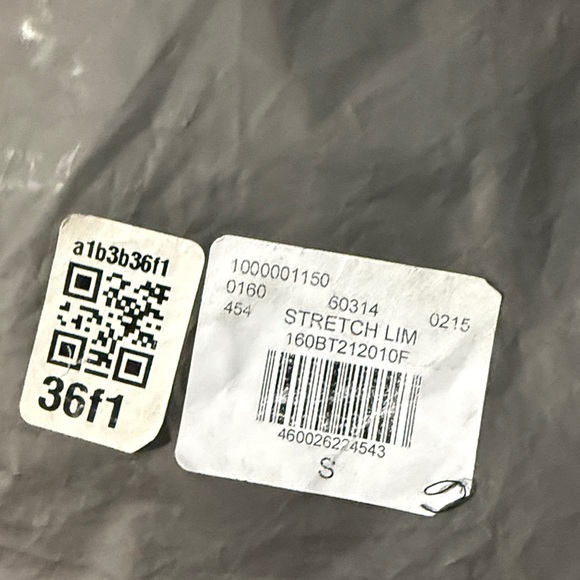 a1b3b36f1
36f1
1000001150
0160 60314 0215
454 STRETCH LIM
160BT212010F
460026224543
S